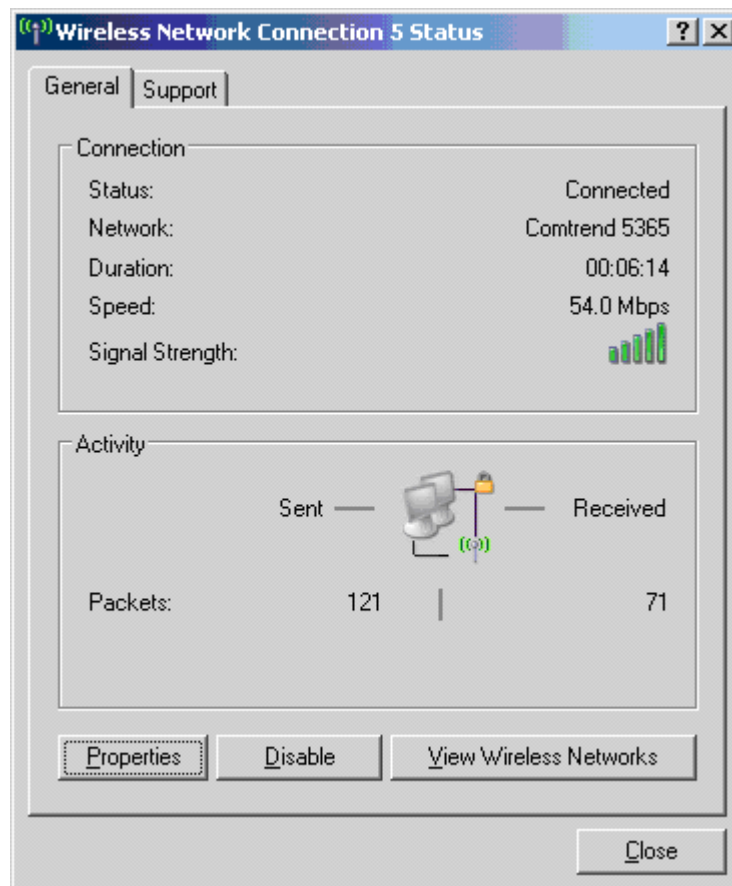 Wireless Network Connection 5 Status
General
Support
Connection
Status: Connected
Network: Comtrend 5365
Duration: 00:06:14
Speed: 54.0 Mbps
Signal Strength:
Activity
Sent — — Received
Packets: 121 | 71
Properties
Disable
View Wireless Networks
Close